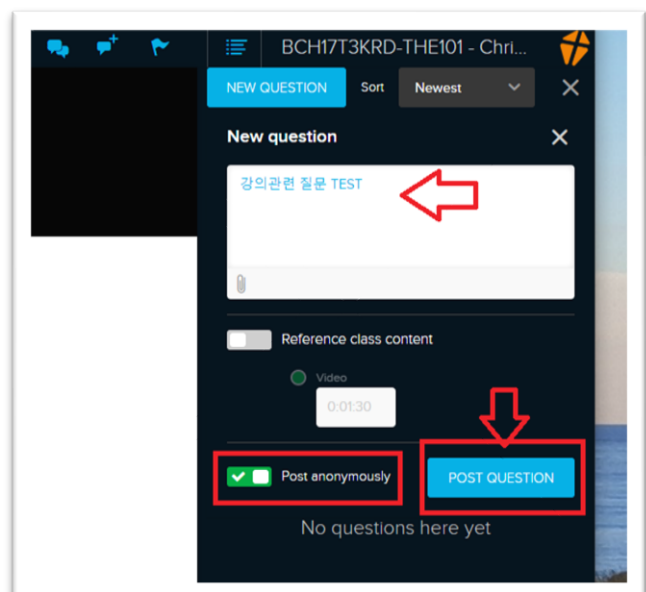 BCH17T3KRD-THE101 - Chri...
NEW QUESTION Sort Newest
New question
강의관련 질문 TEST
Reference class content
Video
0:01:30
Post anonymously POST QUESTION
No questions here yet